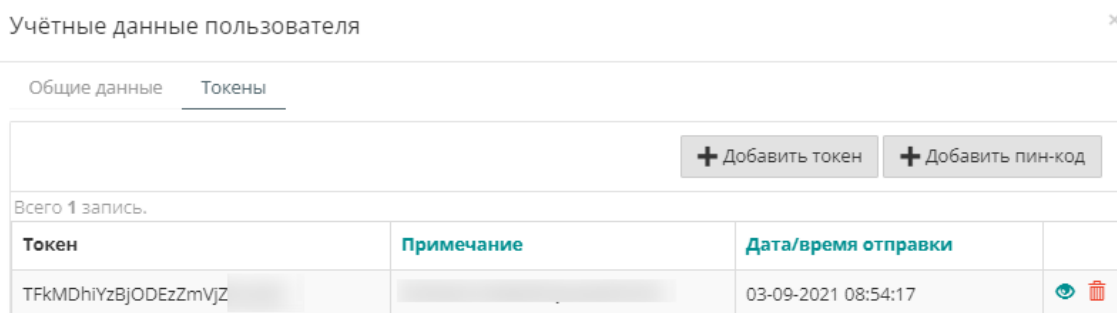 Учётные данные пользователя
×
Общие данные Токены
+ Добавить токен + Добавить пин-код
Всего 1 запись.
Токен Примечание Дата/время отправки
TFkMDhiYzBjODEzZmVjZ 03-09-2021 08:54:17